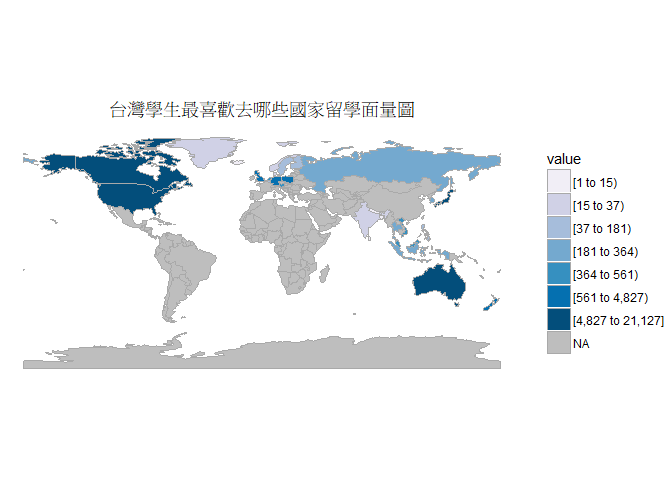 台灣學生最喜歡去哪些國家留學面量圖
value
[1 to 15)
[15 to 37)
[37 to 181)
[181 to 364)
[364 to 561)
[561 to 4,827)
[4,827 to 21,127]
NA